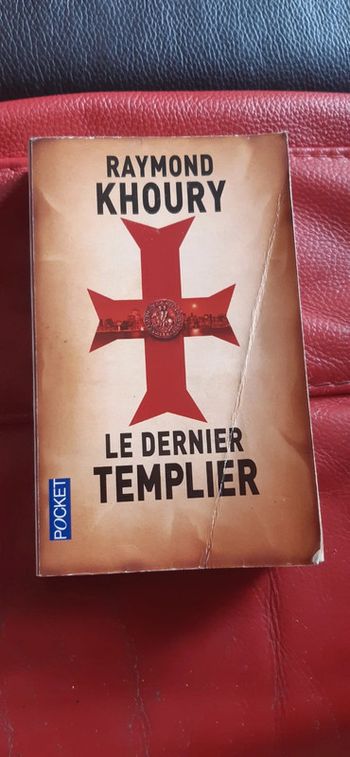 RAYMOND
KHOURY
LE DERNIER
TEMPLIER
POCKET